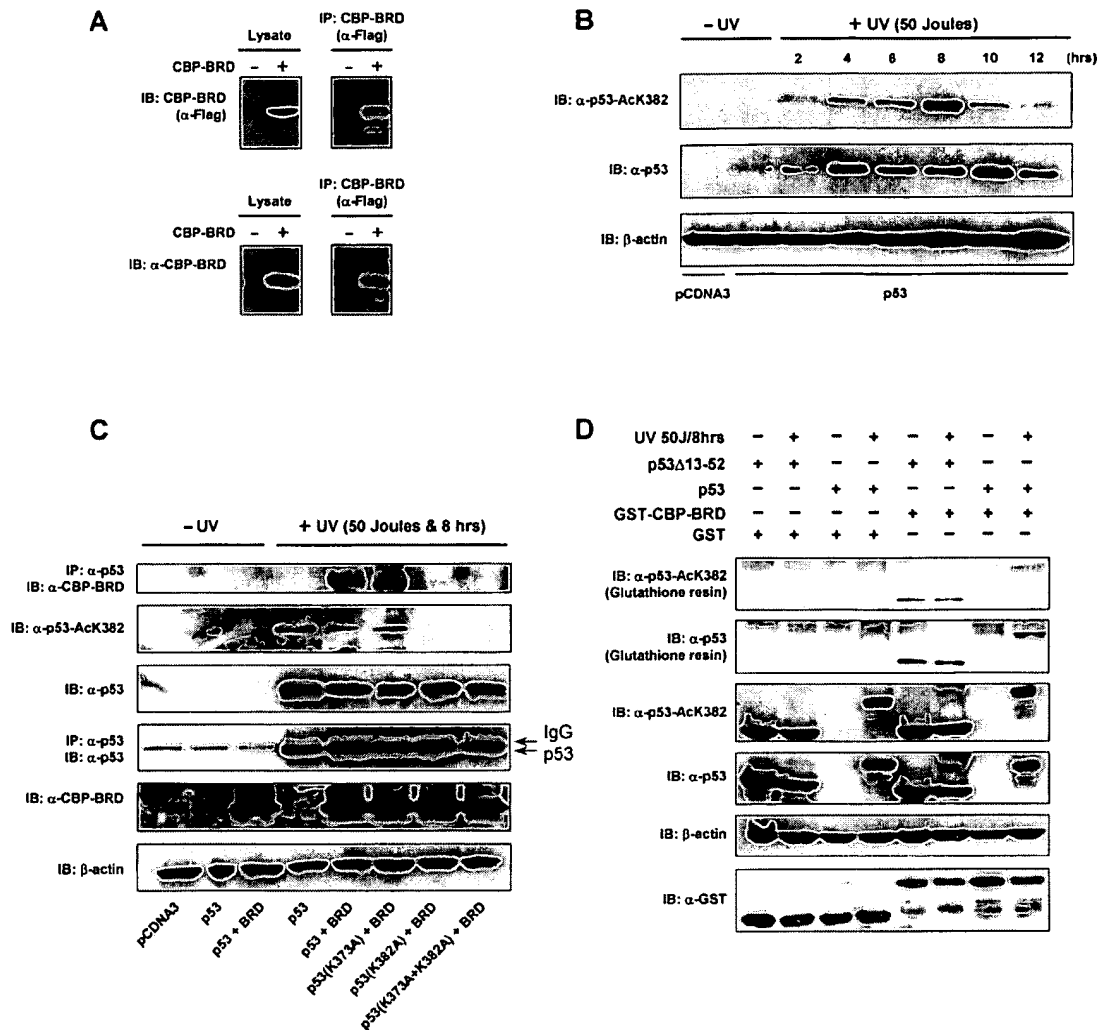 A
Lysate
IP: CBP-BRD
(α-Flag)
CBP-BRD – + – +
IB: CBP-BRD
(α-Flag)
Lysate
IP: CBP-BRD
(α-Flag)
CBP-BRD – + – +
IB: α-CBP-BRD
B
– UV + UV (50 Joules)
2 4 6 8 10 12 (hrs)
IB: α-p53-AcK382
IB: α-p53
IB: β-actin
pCDNA3 p53
C
– UV + UV (50 Joules & 8 hrs)
IP: α-p53
IB: α-CBP-BRD
IB: α-p53-AcK382
IB: α-p53
IP: α-p53
IB: α-p53
IgG
p53
IB: α-CBP-BRD
IB: β-actin
pCDNA3
p53
p53 + BRD
p53
p53 + BRD
p53(K373A) + BRD
p53(K382A) + BRD
p53(K373A+K382A) + BRD
D
UV 50J/8hrs – + – + – + – +
p53Δ13-52 + + – – + + – –
p53 – – + + – – + +
GST-CBP-BRD – – – – + + + +
GST + + + + – – – –
IB: α-p53-AcK382
(Glutathione resin)
IB: α-p53
(Glutathione resin)
IB: α-p53-AcK382
IB: α-p53
IB: β-actin
IB: α-GST